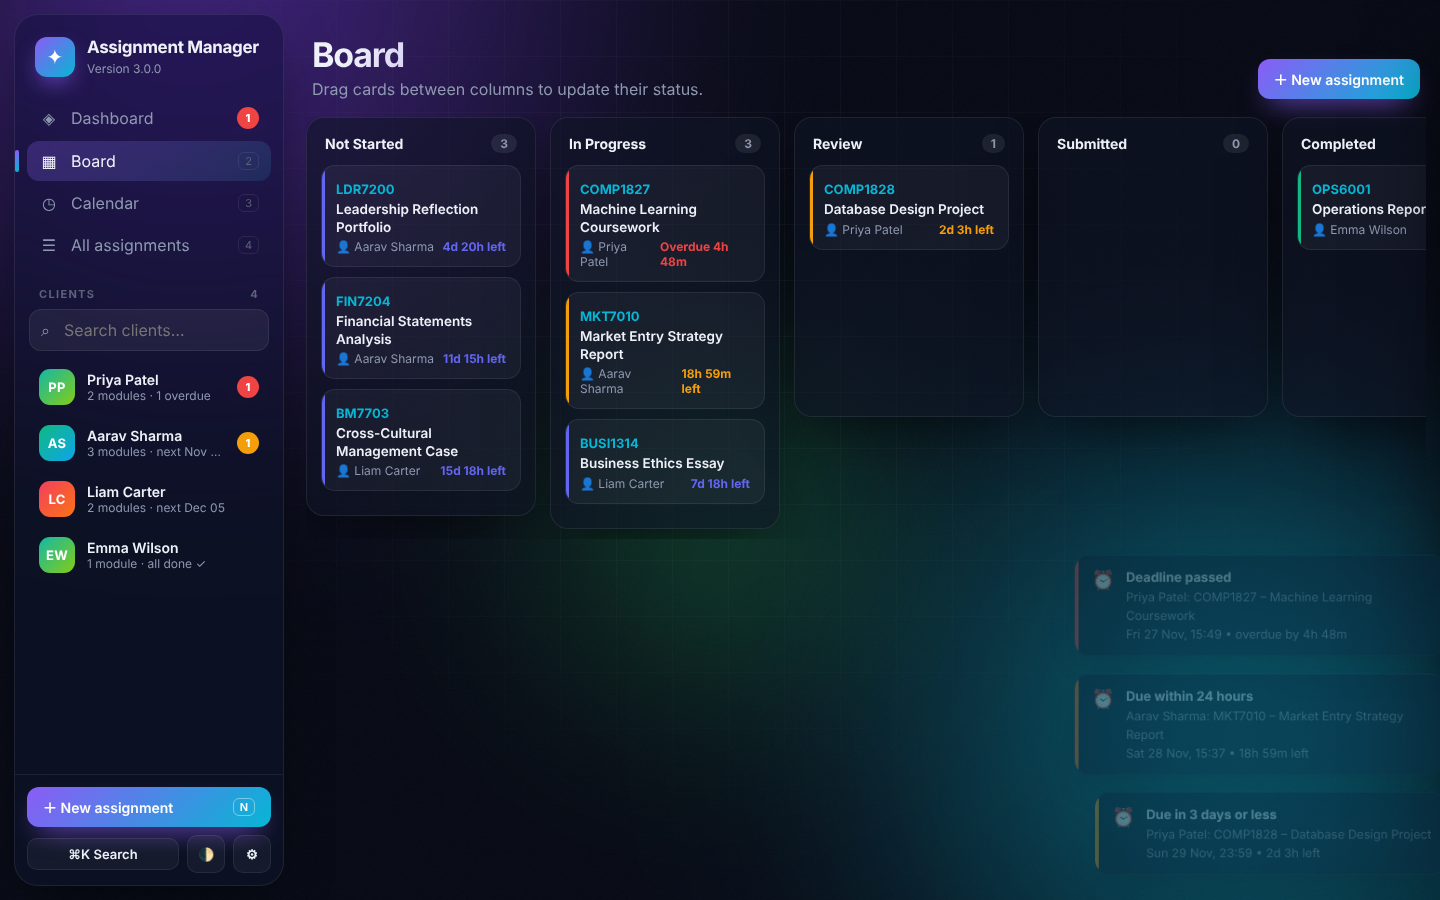 Assignment Manager
Version 3.0.0
Dashboard 1
Board 2
Calendar 3
All assignments 4
CLIENTS 4
Search clients...
PP Priya Patel 1
2 modules · 1 overdue
AS Aarav Sharma 1
3 modules · next Nov ...
LC Liam Carter
2 modules · next Dec 05
EW Emma Wilson
1 module · all done ✓
+ New assignment N
⌘K Search
Board
Drag cards between columns to update their status.
+ New assignment
Not Started 3
LDR7200
Leadership Reflection
Portfolio
Aarav Sharma 4d 20h left
FIN7204
Financial Statements
Analysis
Aarav Sharma 11d 15h left
BM7703
Cross-Cultural
Management Case
Liam Carter 15d 18h left
In Progress 3
COMP1827
Machine Learning
Coursework
Priya Overdue 4h
Patel 48m
MKT7010
Market Entry Strategy
Report
Aarav 18h 59m
Sharma left
BUSI1314
Business Ethics Essay
Liam Carter 7d 18h left
Review 1
COMP1828
Database Design Project
Priya Patel 2d 3h left
Submitted 0
Completed
OPS6001
Operations Repor
Emma Wilson
Deadline passed
Priya Patel: COMP1827 – Machine Learning
Coursework
Fri 27 Nov, 15:49 • overdue by 4h 48m
Due within 24 hours
Aarav Sharma: MKT7010 – Market Entry Strategy
Report
Sat 28 Nov, 15:37 • 18h 59m left
Due in 3 days or less
Priya Patel: COMP1828 – Database Design Project
Sun 29 Nov, 23:59 • 2d 3h left